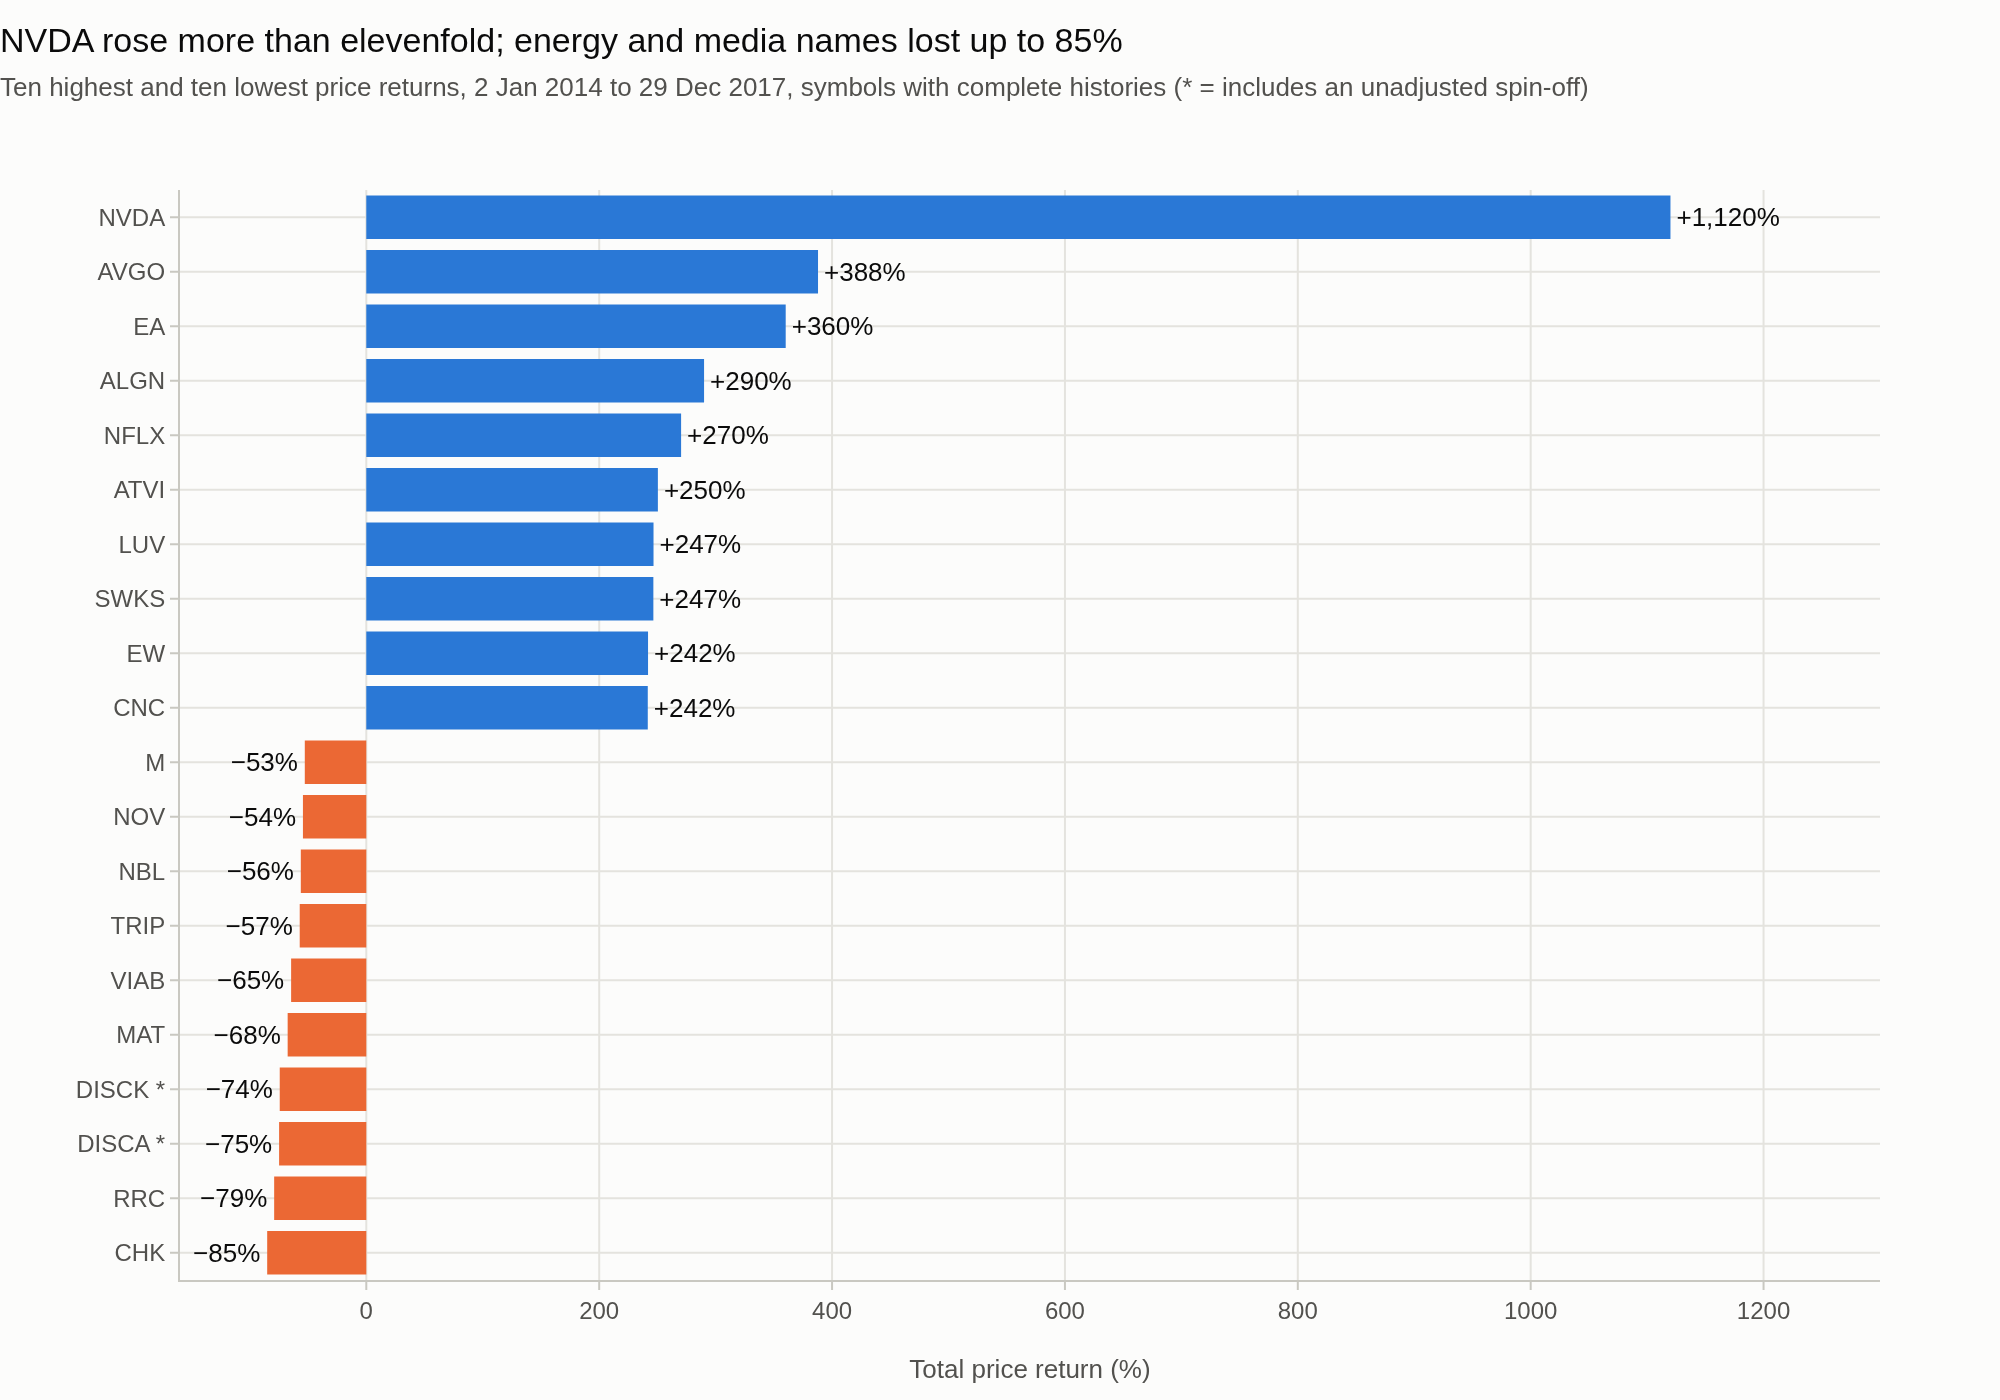 NVDA rose more than elevenfold; energy and media names lost up to 85%
Ten highest and ten lowest price returns, 2 Jan 2014 to 29 Dec 2017, symbols with complete histories (* = includes an unadjusted spin-off)
NVDA +1,120%
AVGO +388%
EA +360%
ALGN +290%
NFLX +270%
ATVI +250%
LUV +247%
SWKS +247%
EW +242%
CNC +242%
M −53%
NOV −54%
NBL −56%
TRIP −57%
VIAB −65%
MAT −68%
DISCK * −74%
DISCA * −75%
RRC −79%
CHK −85%
0 200 400 600 800 1000 1200
Total price return (%)